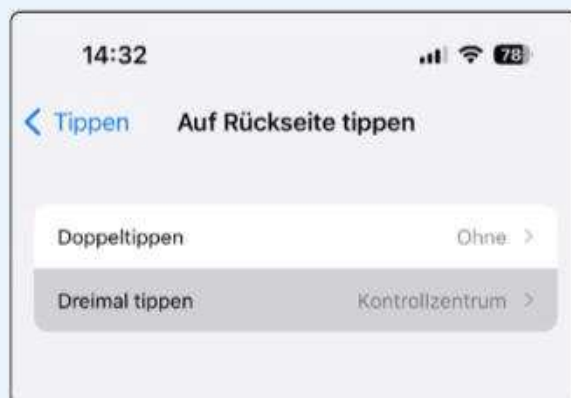 14:32 78
Tippen Auf Rückseite tippen
Doppeltippen Ohne
Dreimal tippen Kontrollzentrum